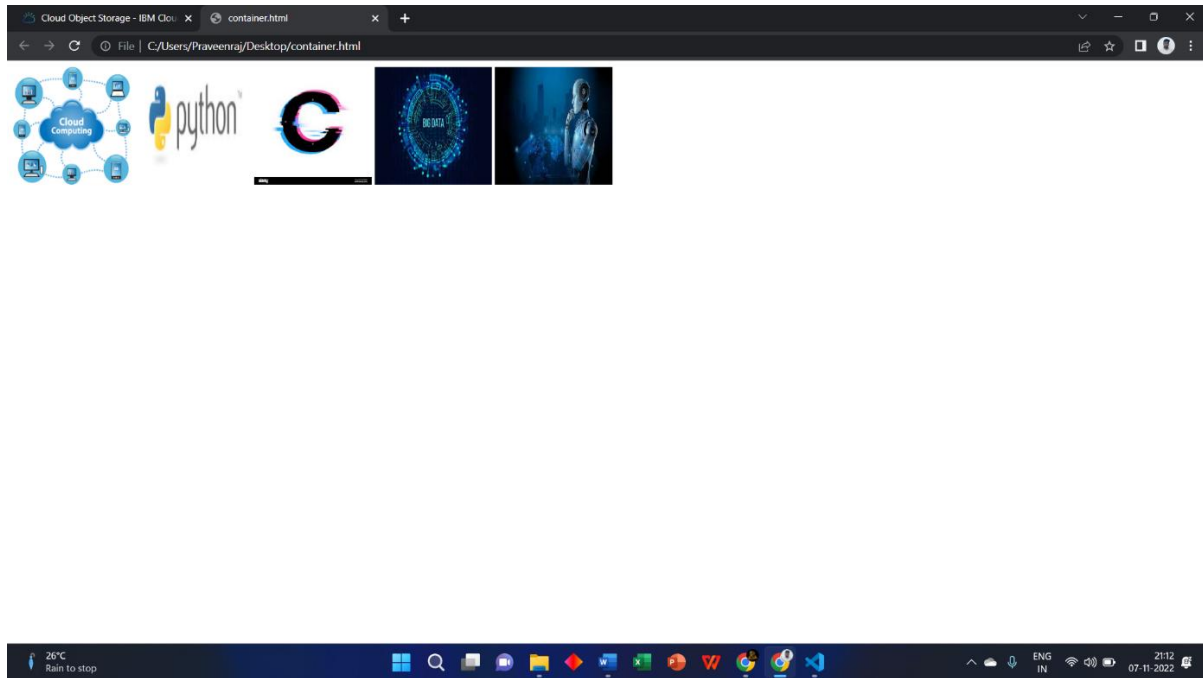 Cloud Object Storage - IBM Clou
container.html
File
C:/Users/Praveenraj/Desktop/container.html
Cloud
Computing
python
C
BIG DATA
26°C
Rain to stop
ENG
IN
21:12
07-11-2022